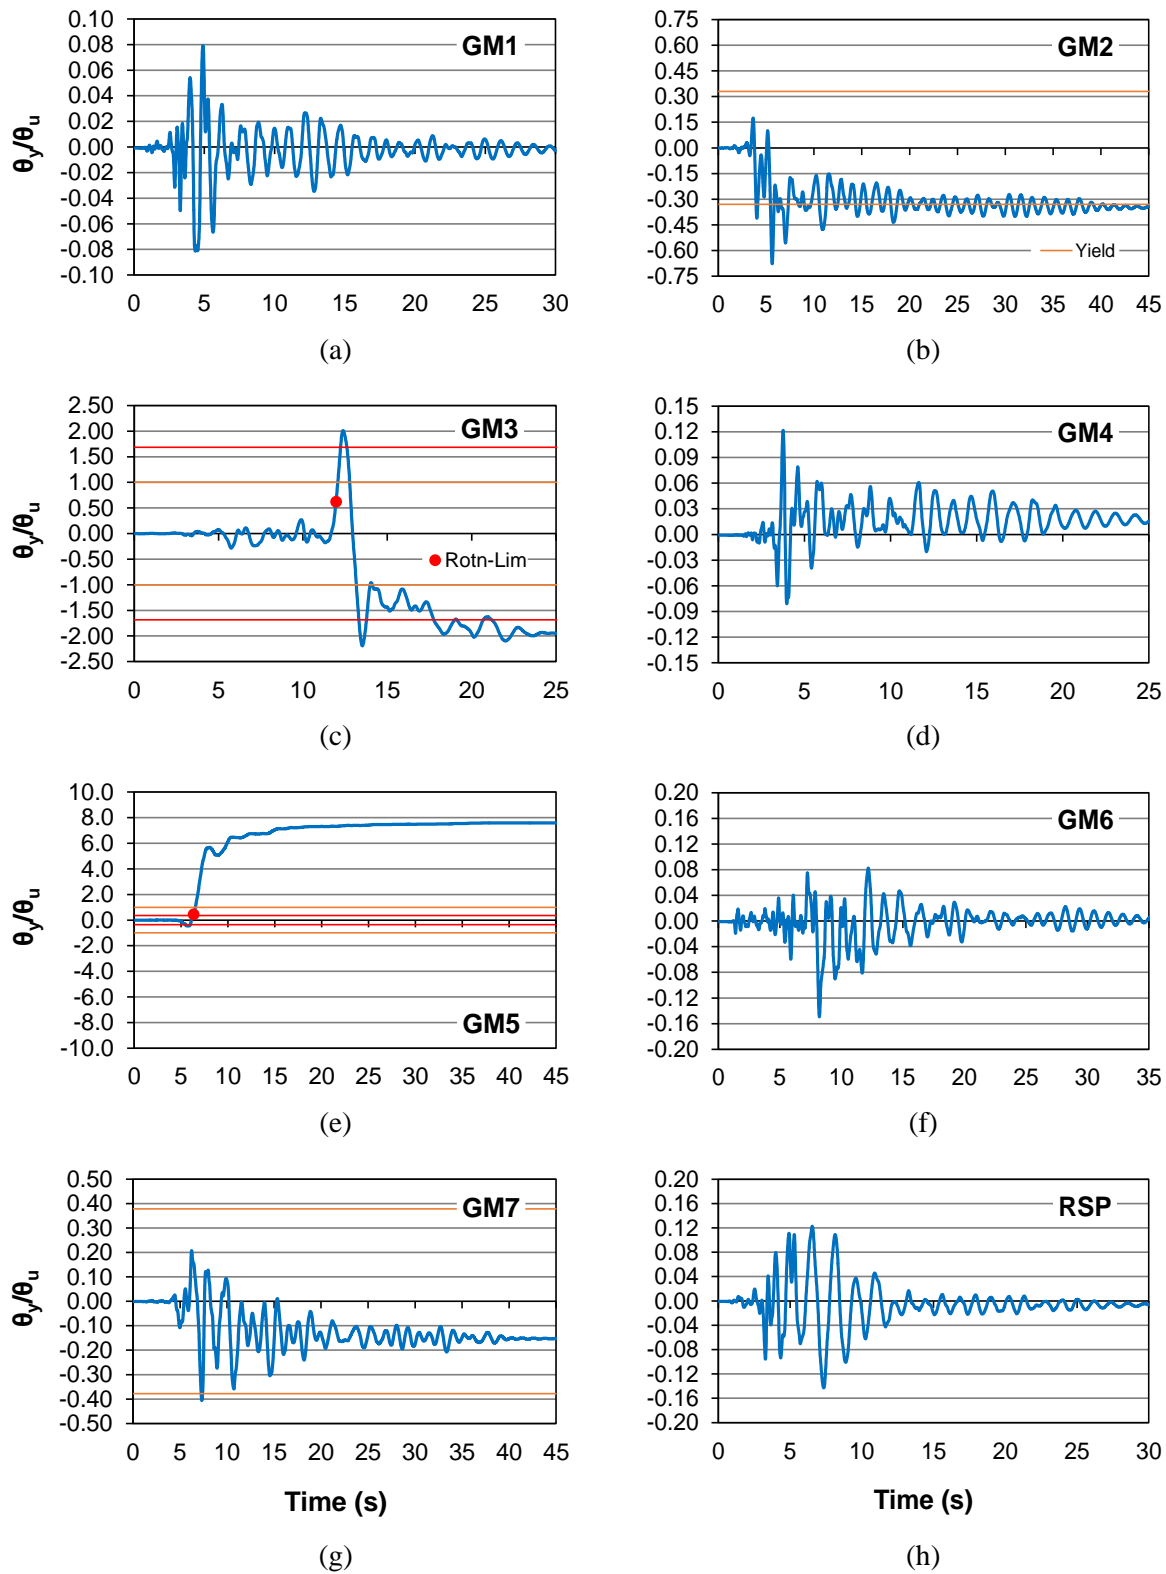 θy/θu
0.10
0.08
0.06
0.04
0.02
0.00
-0.02
-0.04
-0.06
-0.08
-0.10
GM1
0 5 10 15 20 25 30
(a)
0.75
0.60
0.45
0.30
0.15
0.00
-0.15
-0.30
-0.45
-0.60
-0.75
GM2
Yield
0 5 10 15 20 25 30 35 40 45
(b)
θy/θu
2.50
2.00
1.50
1.00
0.50
0.00
-0.50
-1.00
-1.50
-2.00
-2.50
GM3
Rotn-Lim
0 5 10 15 20 25
(c)
0.15
0.12
0.09
0.06
0.03
0.00
-0.03
-0.06
-0.09
-0.12
-0.15
GM4
0 5 10 15 20 25
(d)
θy/θu
10.0
8.0
6.0
4.0
2.0
0.0
-2.0
-4.0
-6.0
-8.0
-10.0
GM5
0 5 10 15 20 25 30 35 40 45
(e)
0.20
0.16
0.12
0.08
0.04
0.00
-0.04
-0.08
-0.12
-0.16
-0.20
GM6
0 5 10 15 20 25 30 35
(f)
θy/θu
0.50
0.40
0.30
0.20
0.10
0.00
-0.10
-0.20
-0.30
-0.40
-0.50
GM7
0 5 10 15 20 25 30 35 40 45
Time (s)
(g)
0.20
0.16
0.12
0.08
0.04
0.00
-0.04
-0.08
-0.12
-0.16
-0.20
RSP
0 5 10 15 20 25 30
Time (s)
(h)